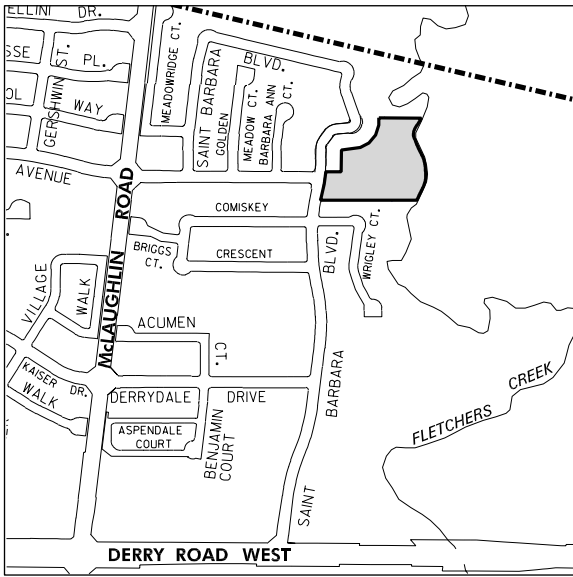 ELLINI DR.
SSE
GERSHWIN ST.
PL.
OL
WAY
AVENUE
MEADOWRIDGE CT.
SAINT BARBARA
BLVD.
GOLDEN
MEADOW CT.
BARBARA ANN
CT.
McLAUGHLIN ROAD
COMISKEY
BRIGGS
CT.
CRESCENT
BLVD.
WRIGLEY CT.
VILLAGE
WALK
ACUMEN
CT.
KAISER DR.
WALK
DERRYDALE DRIVE
ASPENDALE
COURT
BENJAMIN
COURT
BARBARA
SAINT
FLETCHERS CREEK
DERRY ROAD WEST